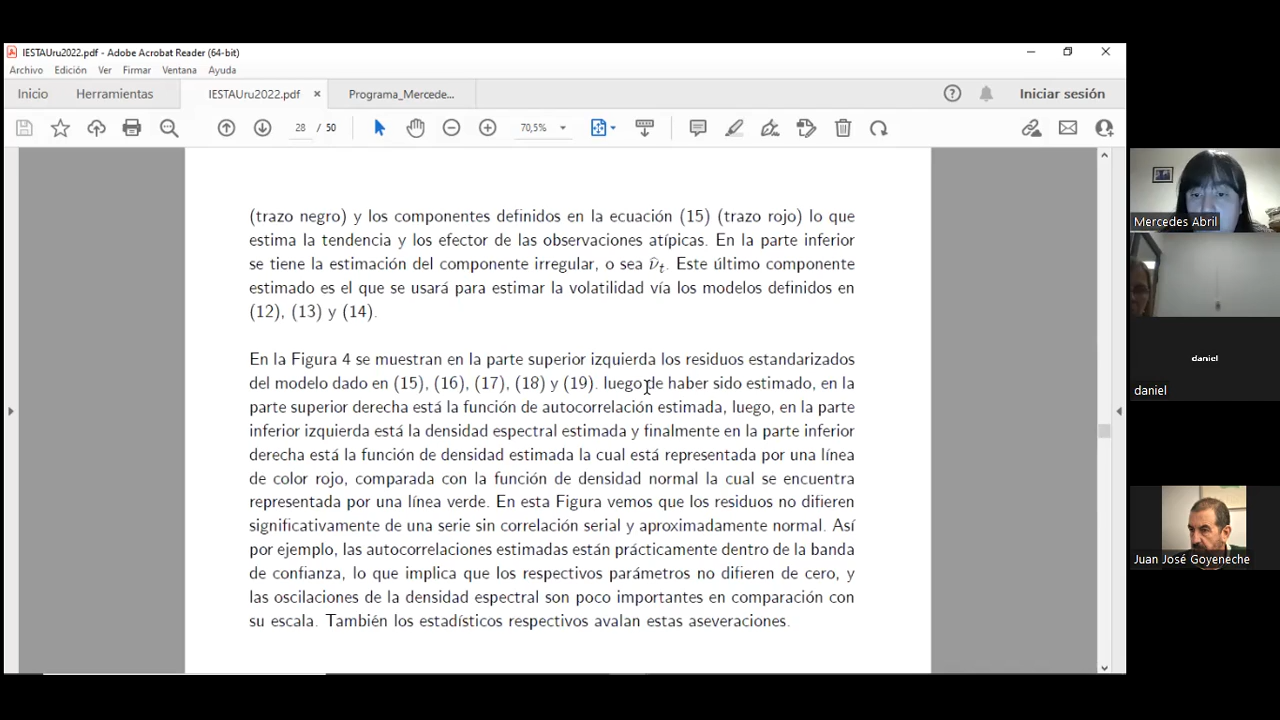 IESTAUru2022.pdf - Adobe Acrobat Reader (64-bit)
Archivo Edición Ver Firmar Ventana Ayuda
Inicio Herramientas IESTAUru2022.pdf × Programa_Mercede... ? Iniciar sesión
28 / 50 70,5%
(trazo negro) y los componentes definidos en la ecuación (15) (trazo rojo) lo que
estima la tendencia y los efector de las observaciones atípicas. En la parte inferior
se tiene la estimación del componente irregular, o sea ν̂t. Este último componente
estimado es el que se usará para estimar la volatilidad vía los modelos definidos en
(12), (13) y (14).
En la Figura 4 se muestran en la parte superior izquierda los residuos estandarizados
del modelo dado en (15), (16), (17), (18) y (19). luego de haber sido estimado, en la
parte superior derecha está la función de autocorrelación estimada, luego, en la parte
inferior izquierda está la densidad espectral estimada y finalmente en la parte inferior
derecha está la función de densidad estimada la cual está representada por una línea
de color rojo, comparada con la función de densidad normal la cual se encuentra
representada por una línea verde. En esta Figura vemos que los residuos no difieren
significativamente de una serie sin correlación serial y aproximadamente normal. Así
por ejemplo, las autocorrelaciones estimadas están prácticamente dentro de la banda
de confianza, lo que implica que los respectivos parámetros no difieren de cero, y
las oscilaciones de la densidad espectral son poco importantes en comparación con
su escala. También los estadísticos respectivos avalan estas aseveraciones.
Mercedes Abril
daniel
daniel
Juan José Goyeneche